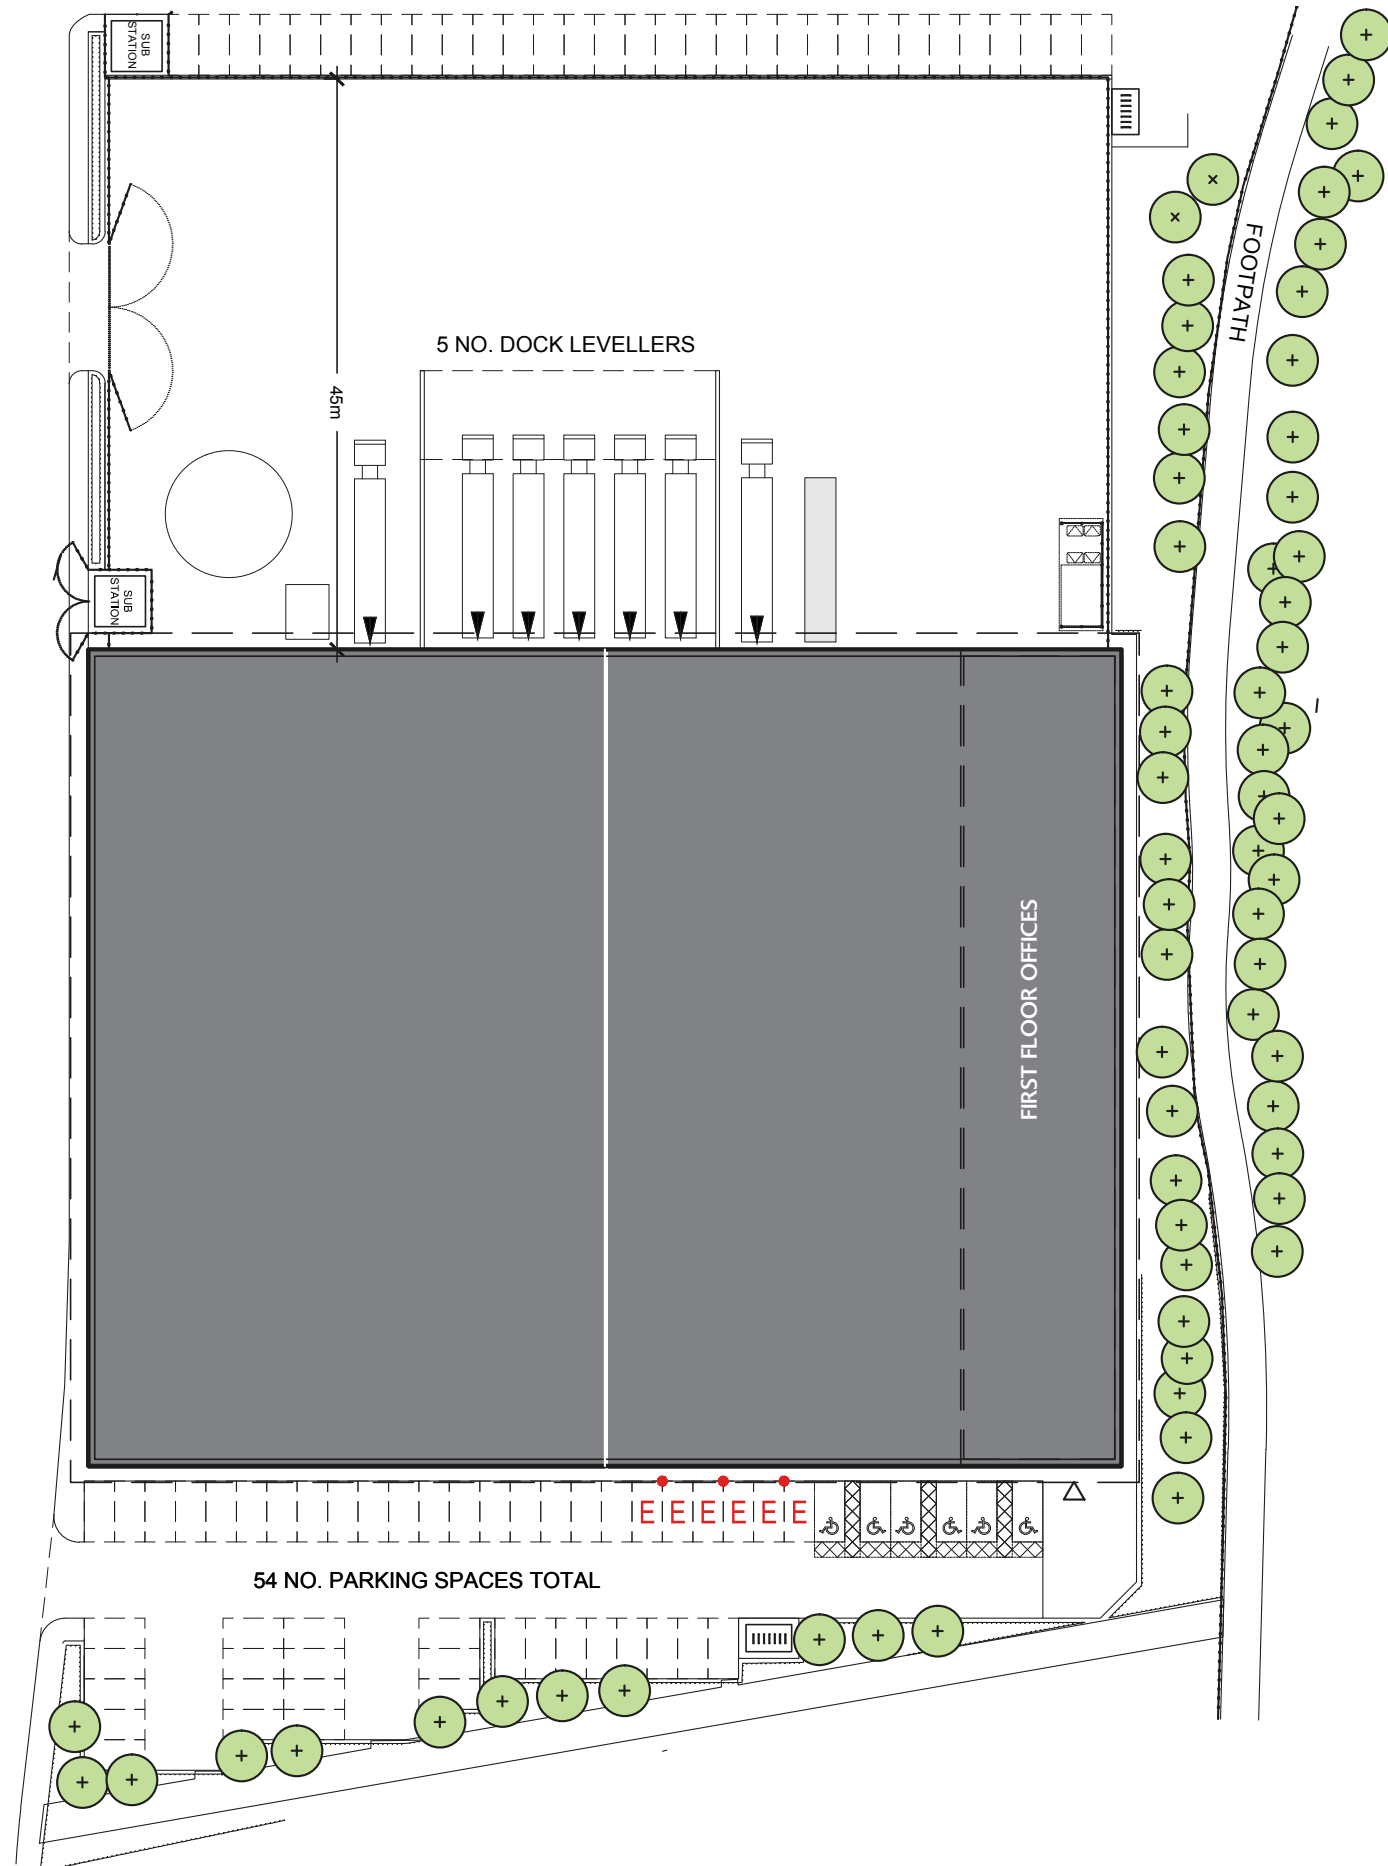 SUB
STATION
FOOTPATH
5 NO. DOCK LEVELLERS
45m
SUB
STATION
FIRST FLOOR OFFICES
E E E E E E
54 NO. PARKING SPACES TOTAL